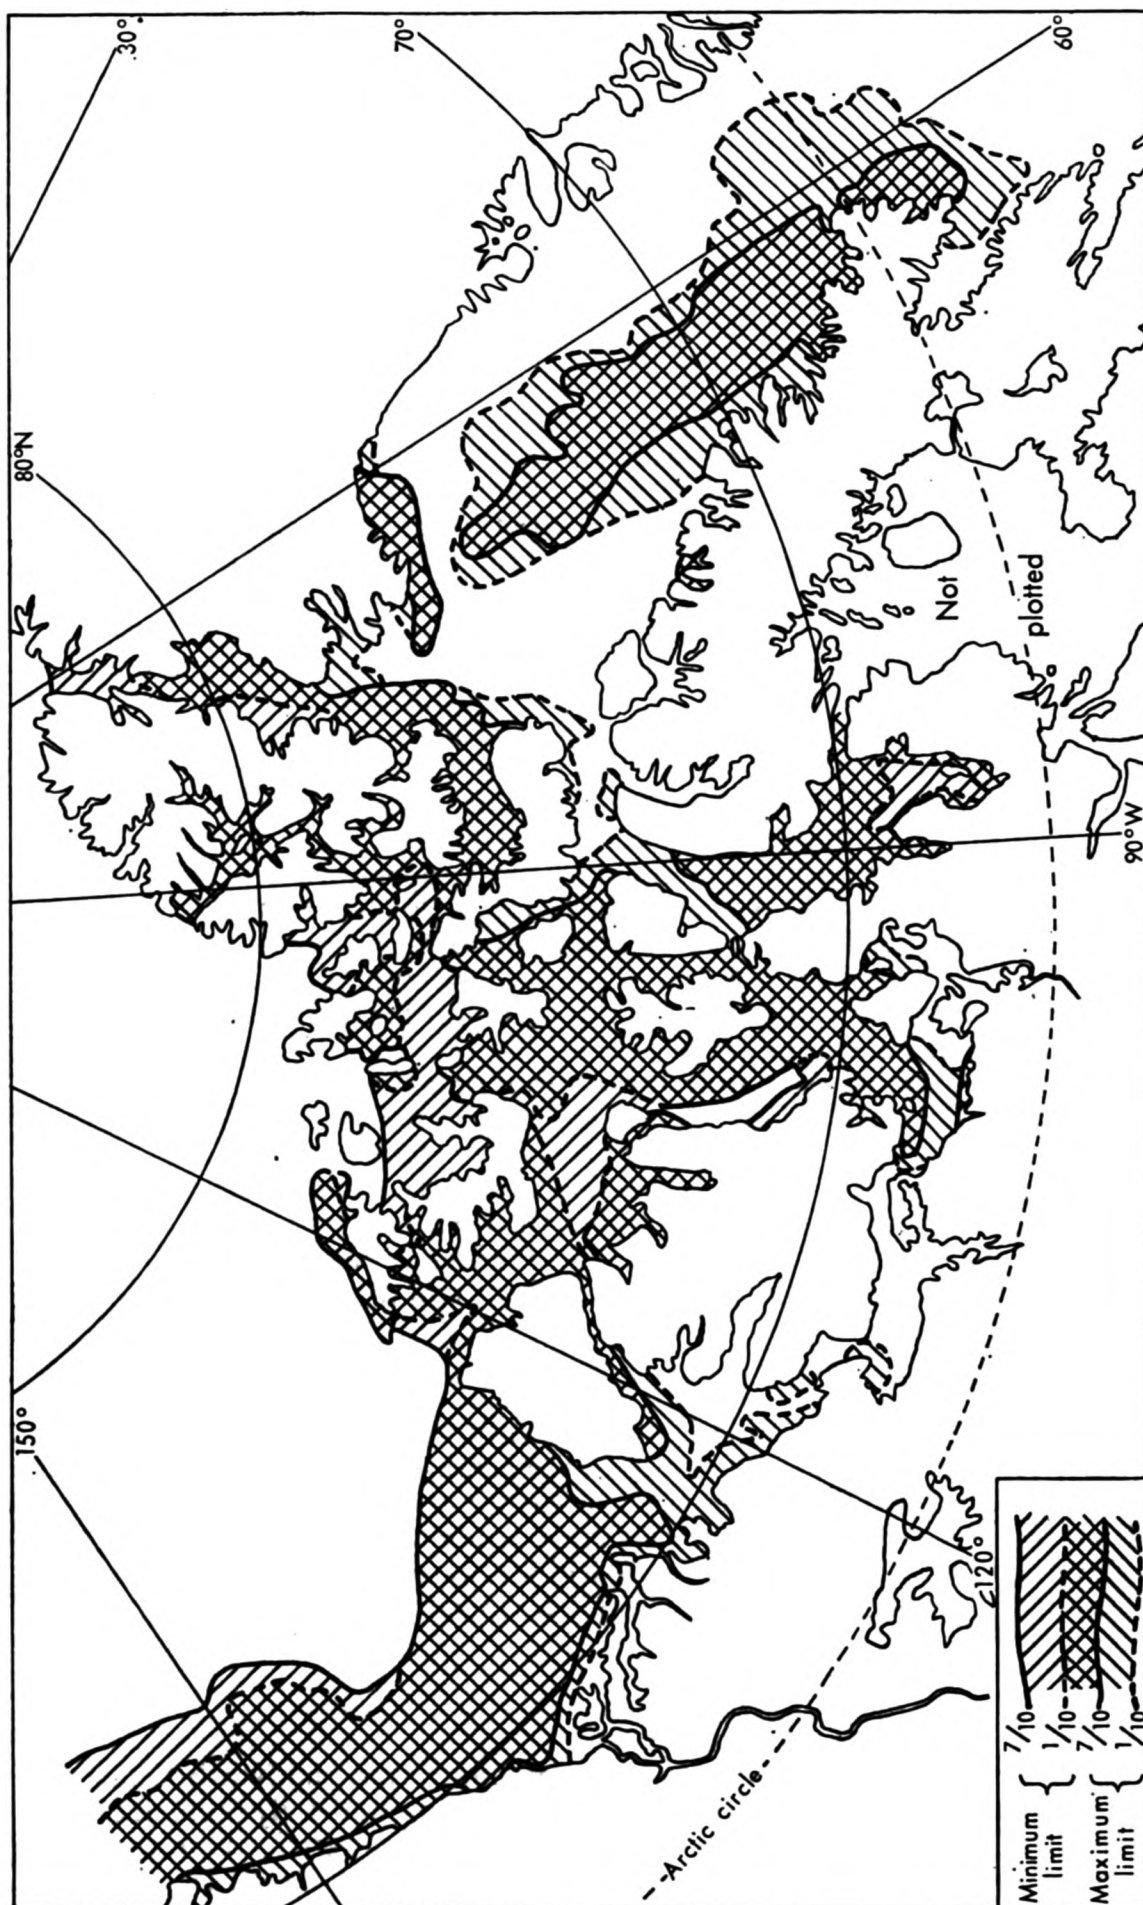 30°
70°
60°
80°N
150°
Not
plotted
90°W
120°
Arctic circle
Minimum
limit
7/10
1/10
Maximum
limit
7/10
1/10